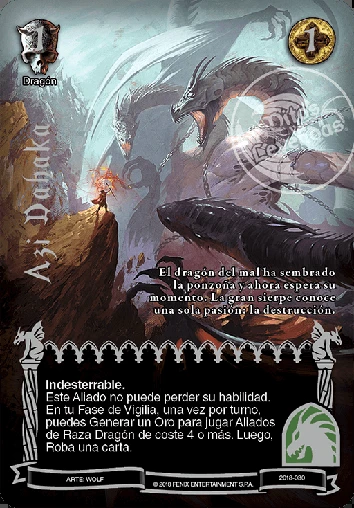 1
1
Dragón
Mitos
Leyendas
Azi Dahaka
El dragón del mal ha sembrado
la ponzoña y ahora espera su
momento. La gran sierpe conoce
una sola pasión: la destrucción.
Indesterrable.
Este Aliado no puede perder su habilidad.
En tu Fase de Vigilia, una vez por turno,
puedes Generar un Oro para jugar Aliados
de Raza Dragón de coste 4 o más. Luego,
Roba una carta.
ARTE: WOLF
© 2018 FENIX ENTERTAINMENT S.P.A.
2018-030